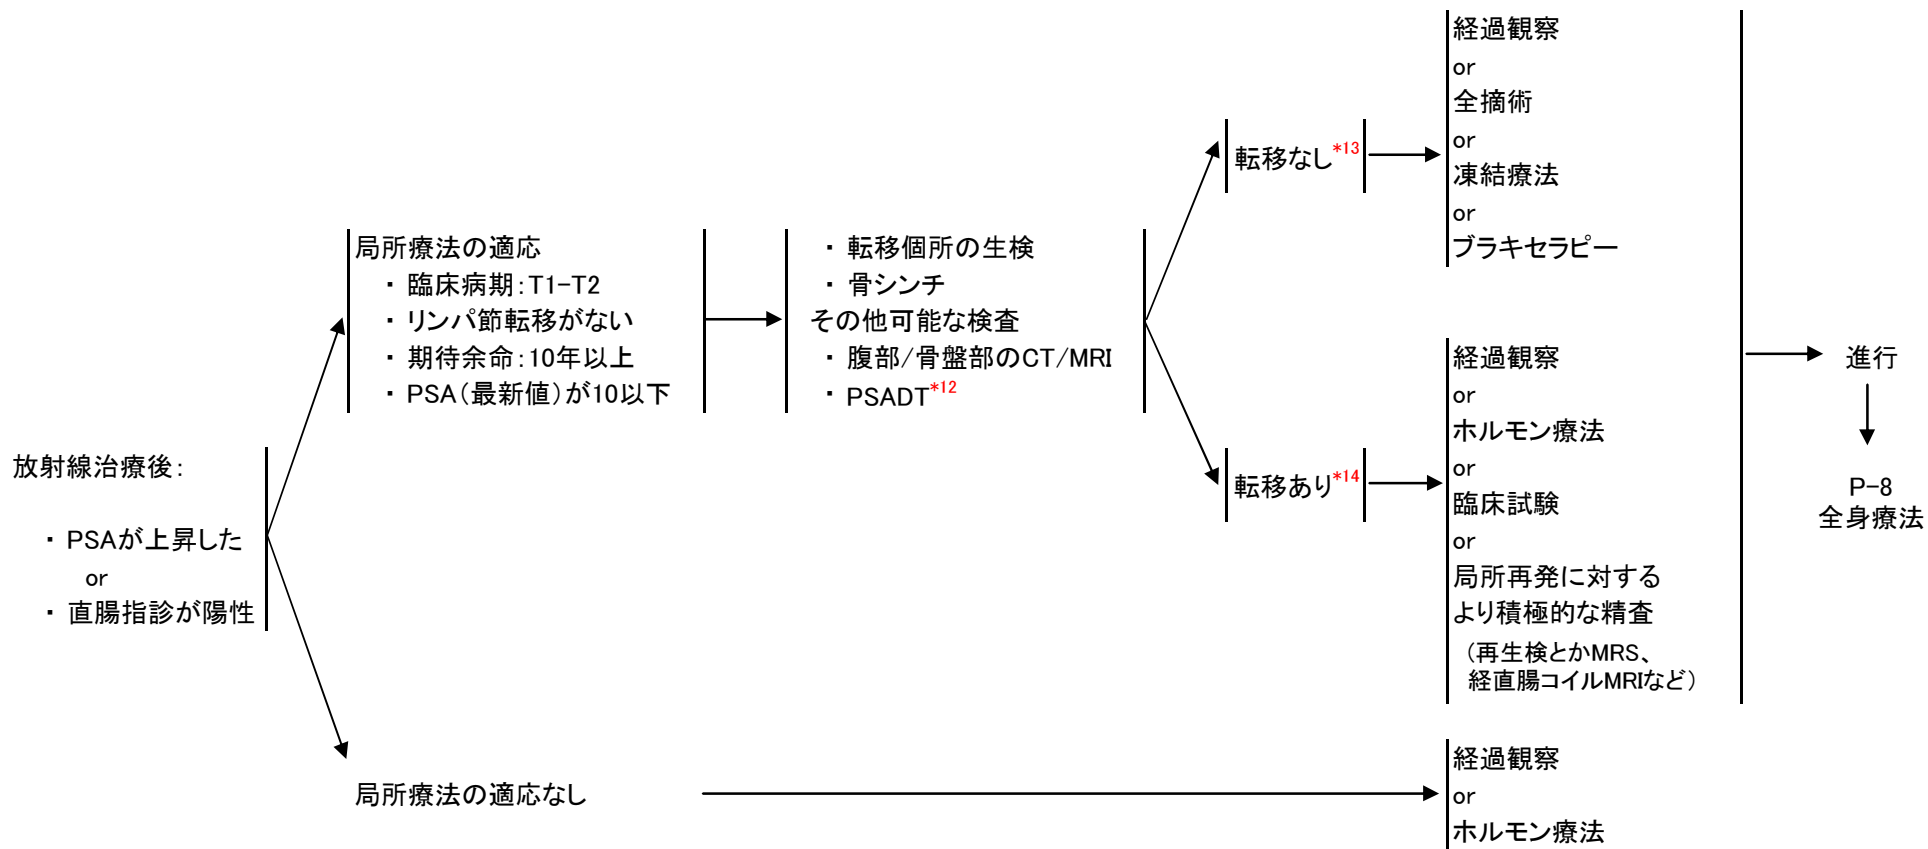 放射線治療後:
・ PSAが上昇した
or
・ 直腸指診が陽性
局所療法の適応
・ 臨床病期:T1-T2
・ リンパ節転移がない
・ 期待余命:10年以上
・ PSA(最新値)が10以下
・ 転移個所の生検
・ 骨シンチ
その他可能な検査
・ 腹部/骨盤部のCT/MRI
・ PSADT*12
転移なし*13
経過観察
or
全摘術
or
凍結療法
or
ブラキセラピー
転移あり*14
経過観察
or
ホルモン療法
or
臨床試験
or
局所再発に対する
より積極的な精査
(再生検とかMRS、
経直腸コイルMRIなど)
進行
P-8
全身療法
局所療法の適応なし
経過観察
or
ホルモン療法